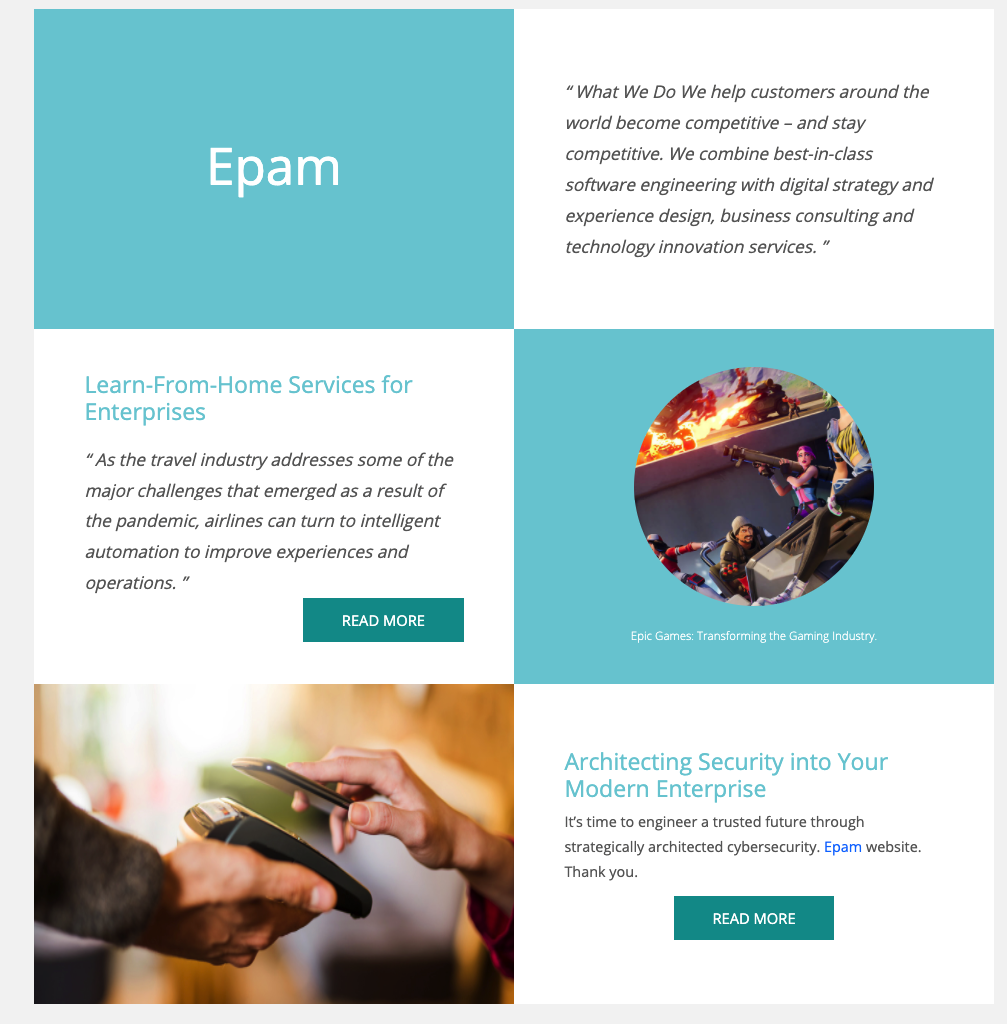 Epam
“ What We Do We help customers around the
world become competitive – and stay
competitive. We combine best-in-class
software engineering with digital strategy and
experience design, business consulting and
technology innovation services. ”
Learn-From-Home Services for
Enterprises
“ As the travel industry addresses some of the
major challenges that emerged as a result of
the pandemic, airlines can turn to intelligent
automation to improve experiences and
operations. ”
READ MORE
Epic Games: Transforming the Gaming Industry.
Architecting Security into Your
Modern Enterprise
It’s time to engineer a trusted future through
strategically architected cybersecurity. Epam website.
Thank you.
READ MORE